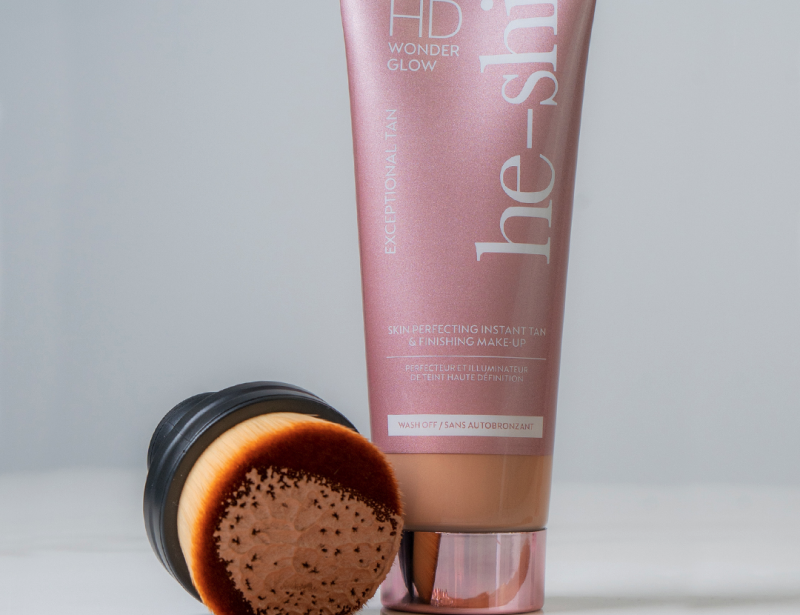 HD
WONDER
GLOW
EXCEPTIONAL TAN
he-shi
SKIN PERFECTING INSTANT TAN
& FINISHING MAKE-UP
PERFECTEUR ET ILLUMINATEUR
DE TEINT HAUTE DÉFINITION
WASH OFF / SANS AUTOBRONZANT